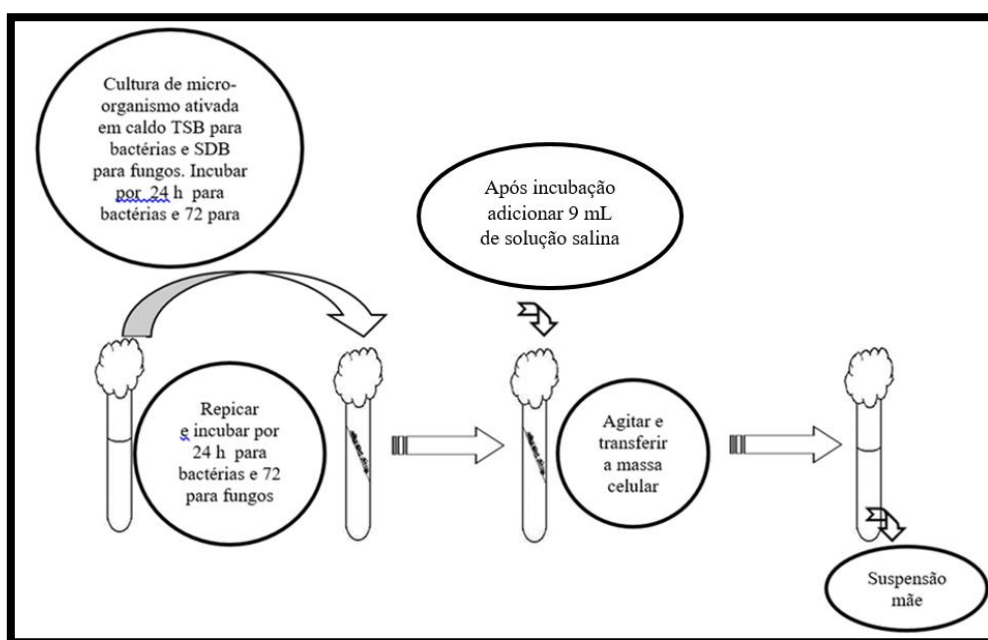 Cultura de micro-
organismo ativada
em caldo TSB para
bactérias e SDB
para fungos. Incubar
por 24 h para
bactérias e 72 para
Após incubação
adicionar 9 mL
de solução salina
Repicar
e incubar por
24 h para
bactérias e 72
para fungos
Agitar e
transferir
a massa
celular
Suspensão
mãe